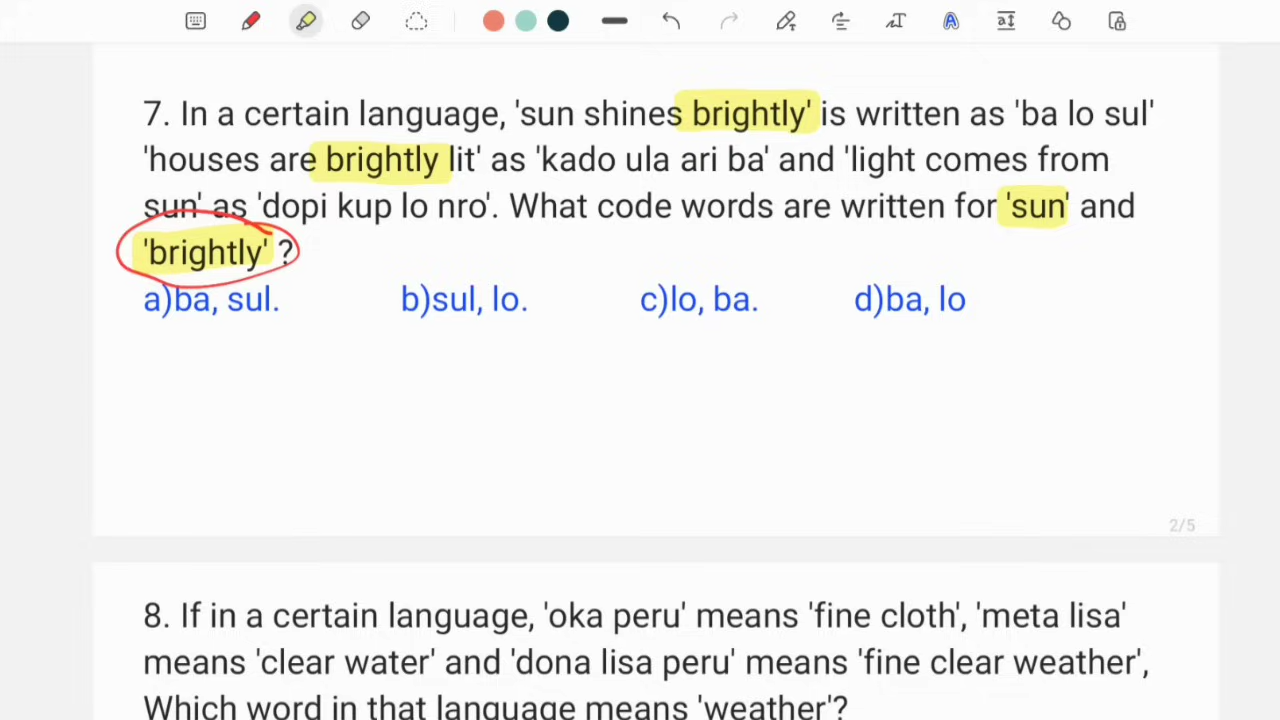 7. In a certain language, 'sun shines brightly' is written as 'ba lo sul'
'houses are brightly lit' as 'kado ula ari ba' and 'light comes from
sun' as 'dopi kup lo nro'. What code words are written for 'sun' and
'brightly' ?
a)ba, sul. b)sul, lo. c)lo, ba. d)ba, lo
2/5
8. If in a certain language, 'oka peru' means 'fine cloth', 'meta lisa'
means 'clear water' and 'dona lisa peru' means 'fine clear weather',
Which word in that language means 'weather'?